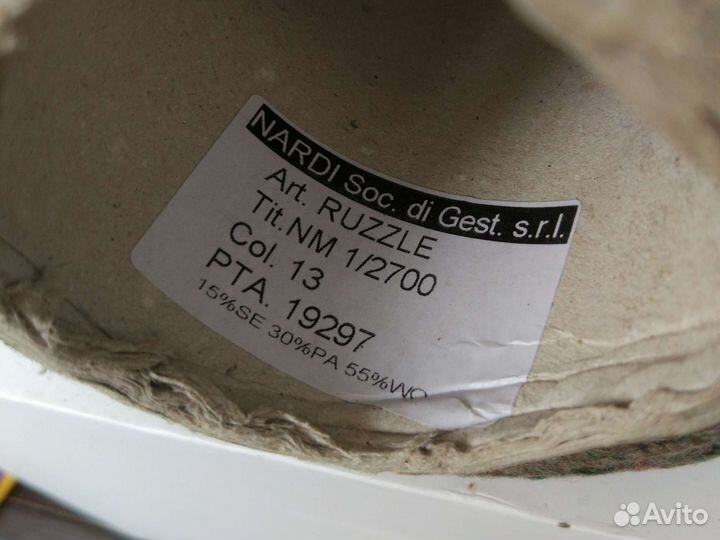 NARDI Soc. di Gest. s.r.l.
Art. RUZZLE
Tit.NM 1/2700
Col. 13
PTA. 19297
15%SE 30%PA 55%WO
Avito